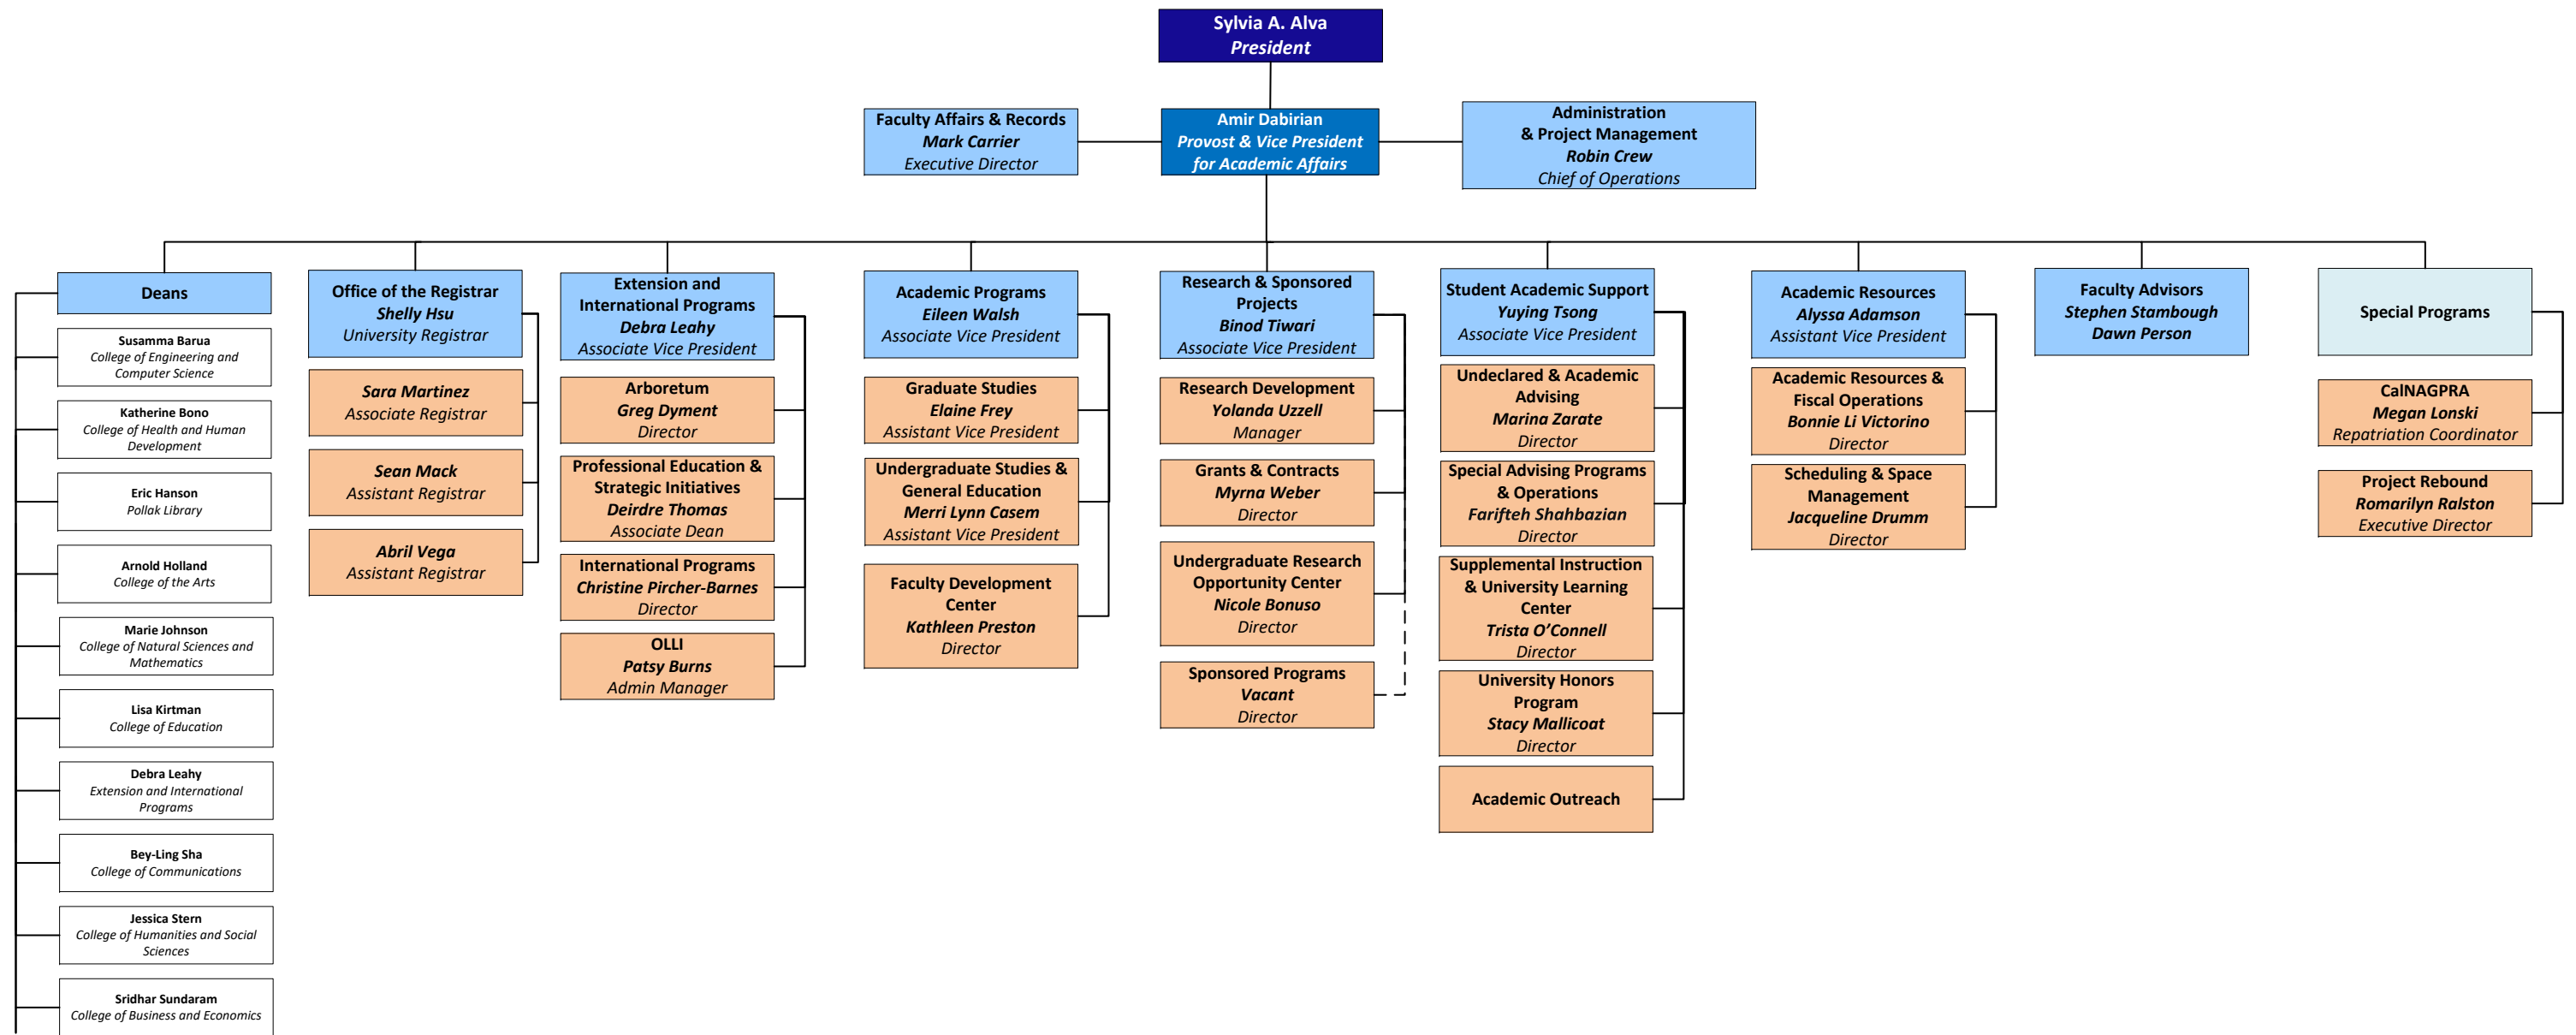 Sylvia A. Alva
President
Faculty Affairs & Records
Mark Carrier
Executive Director
Amir Dabirian
Provost & Vice President
for Academic Affairs
Administration
& Project Management
Robin Crew
Chief of Operations
Deans
Susamma Barua
College of Engineering and
Computer Science
Katherine Bono
College of Health and Human
Development
Eric Hanson
Pollak Library
Arnold Holland
College of the Arts
Marie Johnson
College of Natural Sciences and
Mathematics
Lisa Kirtman
College of Education
Debra Leahy
Extension and International
Programs
Bey-Ling Sha
College of Communications
Jessica Stern
College of Humanities and Social
Sciences
Sridhar Sundaram
College of Business and Economics
Office of the Registrar
Shelly Hsu
University Registrar
Sara Martinez
Associate Registrar
Sean Mack
Assistant Registrar
Abril Vega
Assistant Registrar
Extension and
International Programs
Debra Leahy
Associate Vice President
Arboretum
Greg Dyment
Director
Professional Education &
Strategic Initiatives
Deirdre Thomas
Associate Dean
International Programs
Christine Pircher-Barnes
Director
OLLI
Patsy Burns
Admin Manager
Academic Programs
Eileen Walsh
Associate Vice President
Graduate Studies
Elaine Frey
Assistant Vice President
Undergraduate Studies &
General Education
Merri Lynn Casem
Assistant Vice President
Faculty Development
Center
Kathleen Preston
Director
Research & Sponsored
Projects
Binod Tiwari
Associate Vice President
Research Development
Yolanda Uzzell
Manager
Grants & Contracts
Myrna Weber
Director
Undergraduate Research
Opportunity Center
Nicole Bonuso
Director
Sponsored Programs
Vacant
Director
Student Academic Support
Yuying Tsong
Associate Vice President
Undeclared & Academic
Advising
Marina Zarate
Director
Special Advising Programs
& Operations
Farifteh Shahbazian
Director
Supplemental Instruction
& University Learning
Center
Trista O’Connell
Director
University Honors
Program
Stacy Mallicoat
Director
Academic Outreach
Academic Resources
Alyssa Adamson
Assistant Vice President
Academic Resources &
Fiscal Operations
Bonnie Li Victorino
Director
Scheduling & Space
Management
Jacqueline Drumm
Director
Faculty Advisors
Stephen Stambough
Dawn Person
Special Programs
CalNAGPRA
Megan Lonski
Repatriation Coordinator
Project Rebound
Romarilyn Ralston
Executive Director